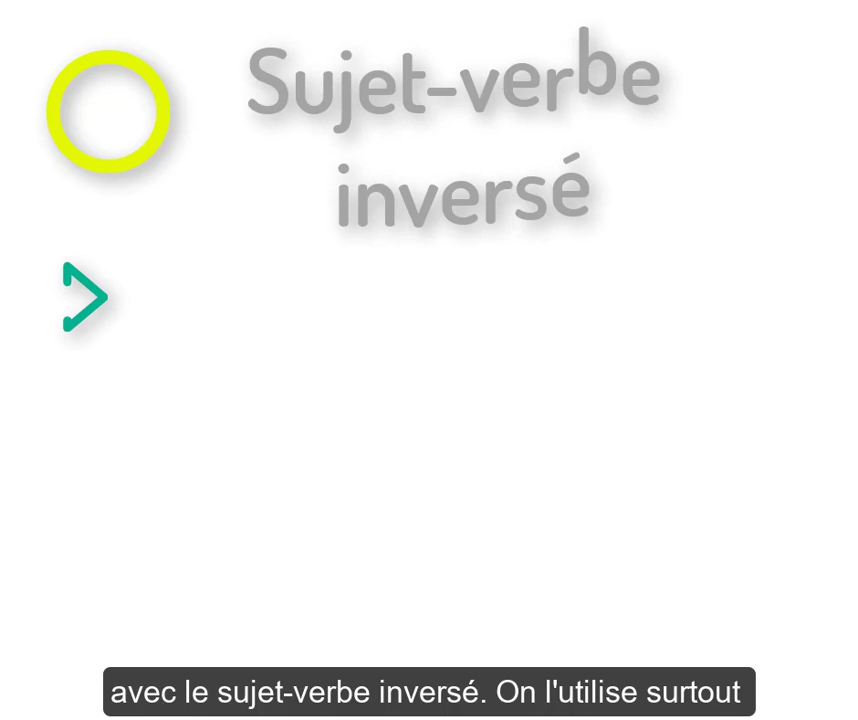 Sujet-verbe
inversé
avec le sujet-verbe inversé. On l'utilise surtout